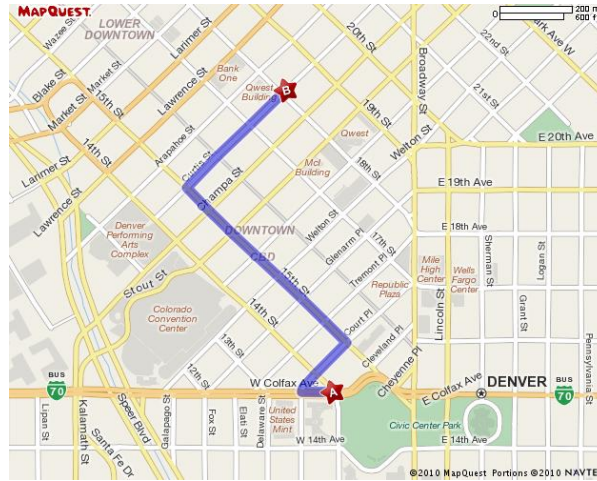 MAPQUEST.
0 200 m
600 f
LOWER
DOWNTOWN
Wazee St
Market St
Larimer St
20th St
Park Ave W
22nd St
Broadway St
Blake St
15th St
Bank
One
Qwest
Building
B
21st St
Market St
14th St
Lawrence St
19th St
Welton St
Arapahoe St
Qwest
E 20th Ave
Larimer St
Curtis St
Champa St
MCI
Building
18th St
E 19th Ave
Lawrence St
Denver
Performing
Arts
Complex
DOWNTOWN
CBD
Welton St
Glenarm Pl
17th St
E 18th Ave
Tremont Pl
Mile
High
Center
Wells
Fargo
Center
Sherman St
Logan St
Stout St
15th St
Republic
Plaza
Colorado
Convention
Center
14th St
Court Pl
Lincoln St
Grant St
Pennsylvania St
13th St
Cleveland Pl
12th St
Cheyenne Pl
BUS
70
W Colfax Ave
A
E Colfax Ave
DENVER
BUS
70
Lipan St
Kalamath St
Speer Blvd
Santa Fe Dr
Galapago St
Fox St
Elati St
Delaware St
United
States
Mint
W 14th Ave
Civic Center Park
E 14th Ave
©2010 MapQuest Portions ©2010 NAVTE